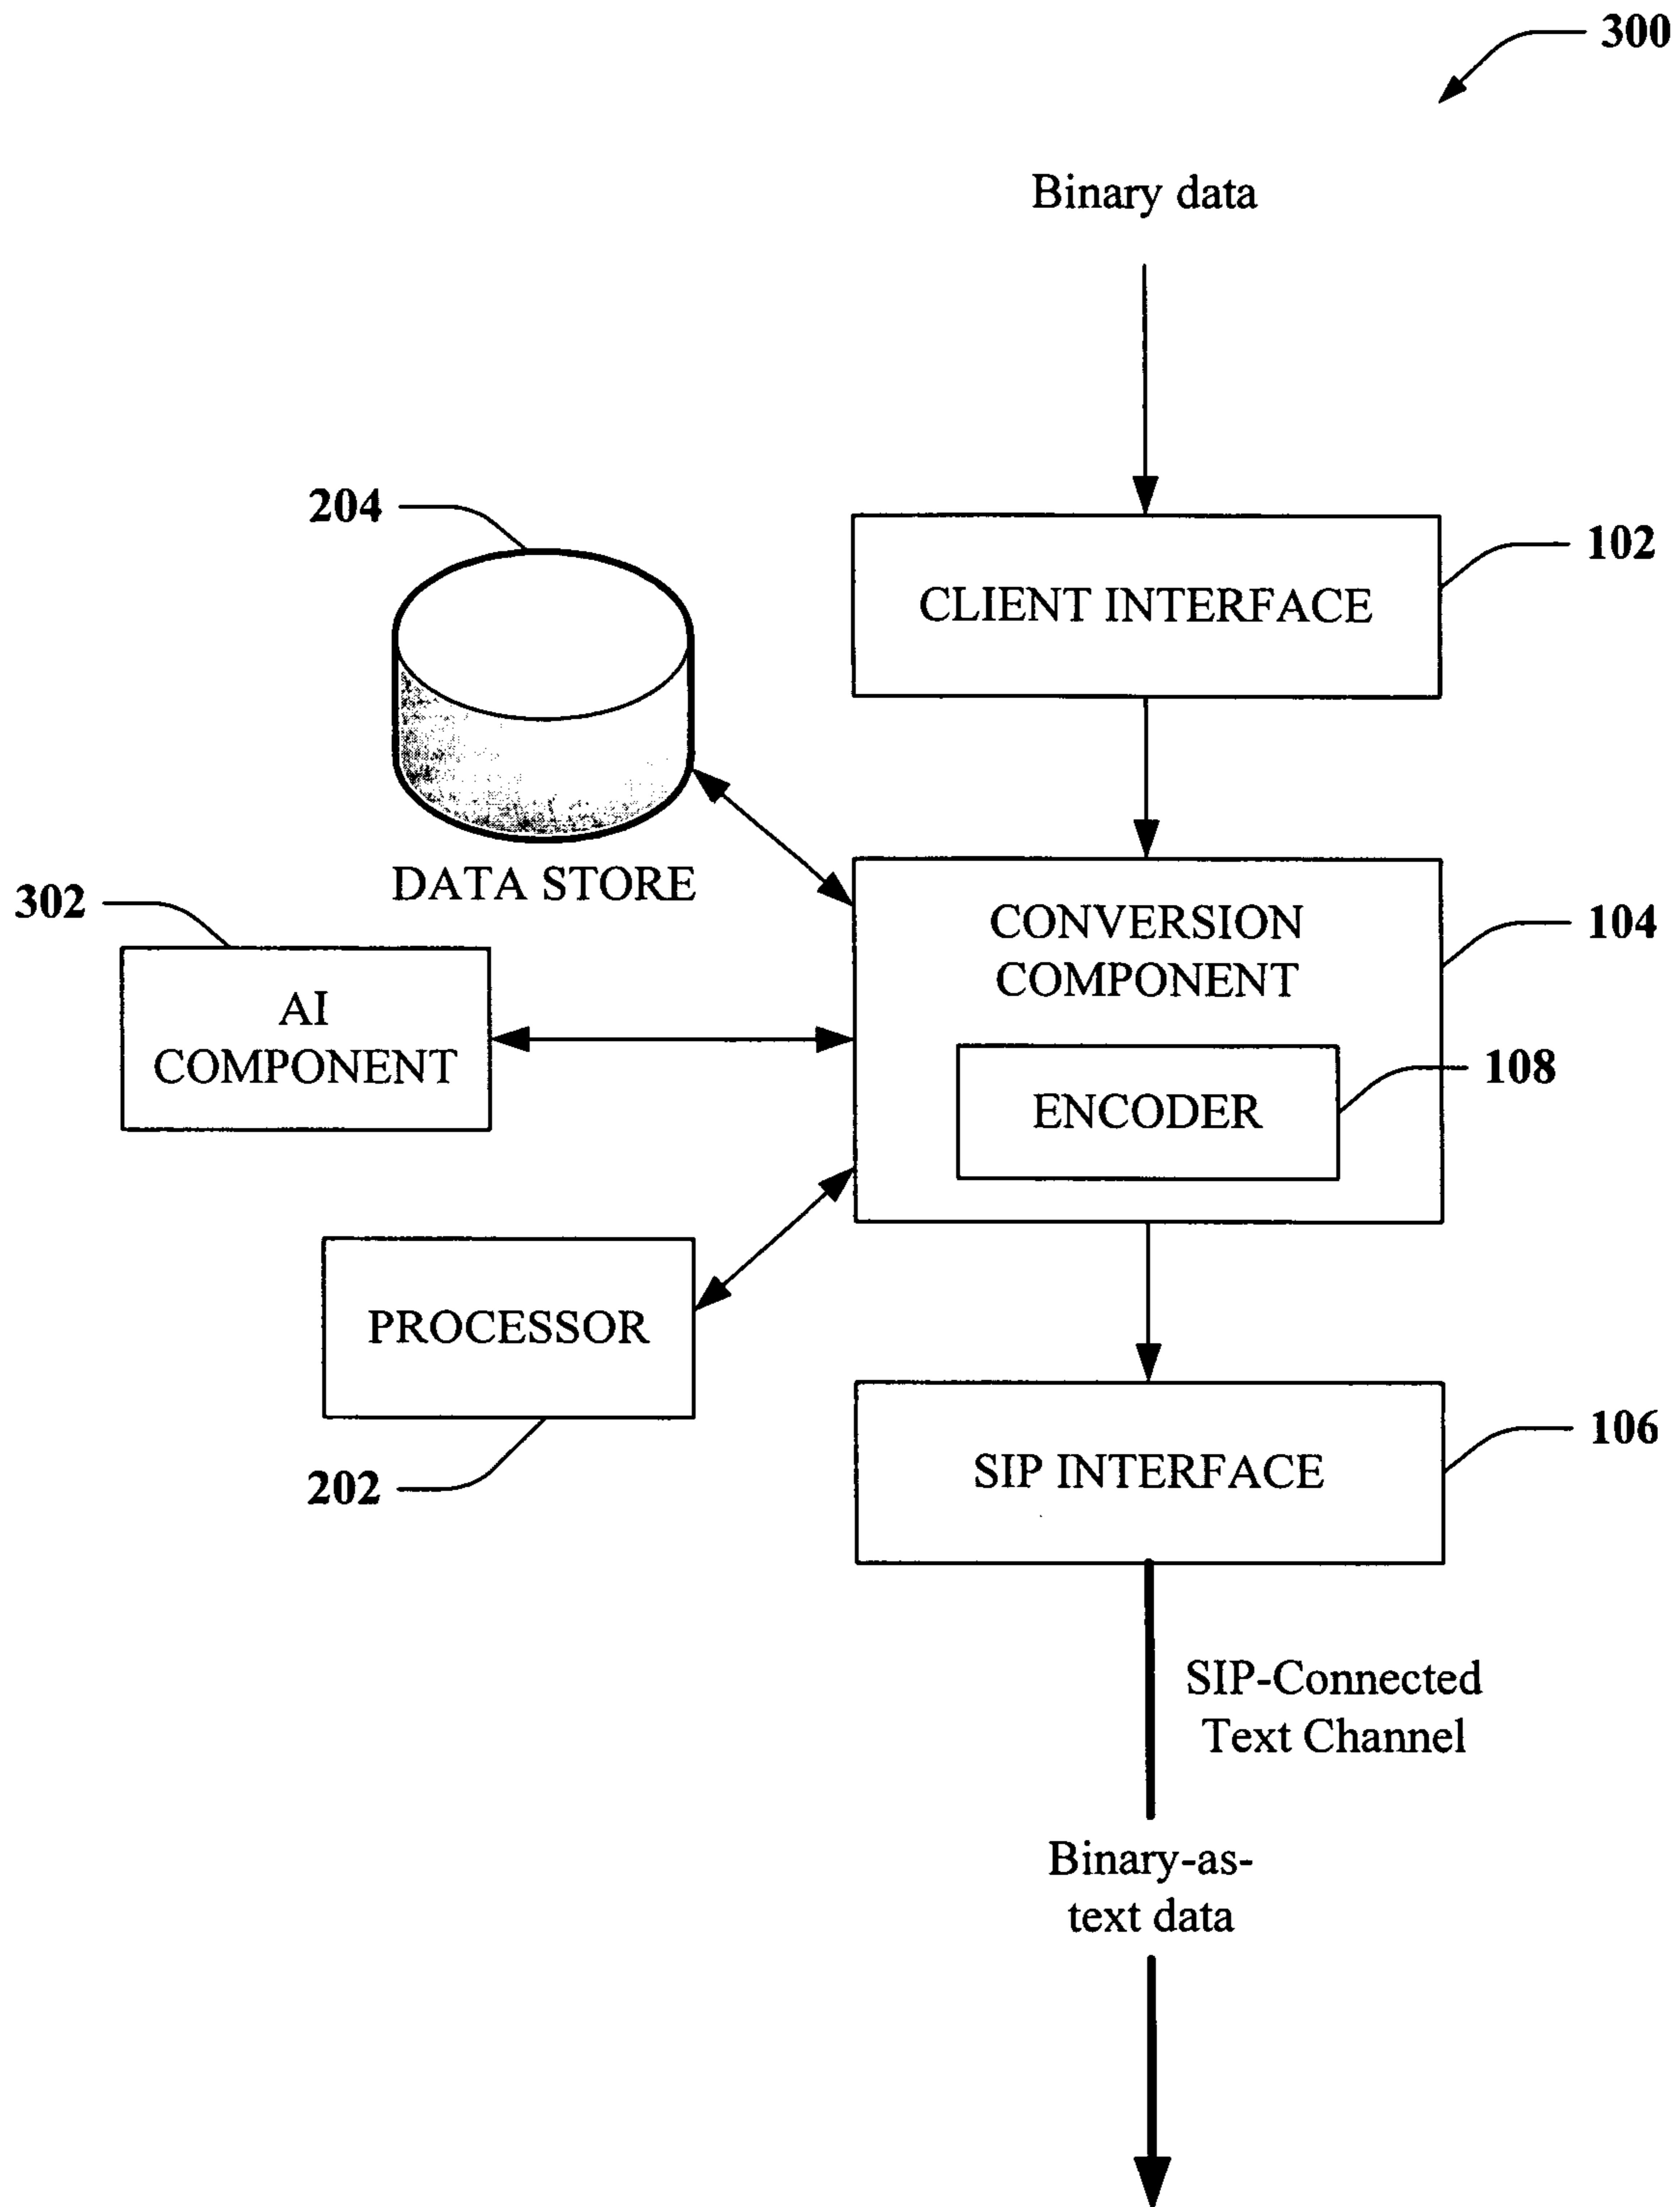 300
Binary data
204
102
CLIENT INTERFACE
DATA STORE
302
CONVERSION
COMPONENT
104
AI
COMPONENT
ENCODER
108
PROCESSOR
202
SIP INTERFACE
106
SIP-Connected
Text Channel
Binary-as-
text data